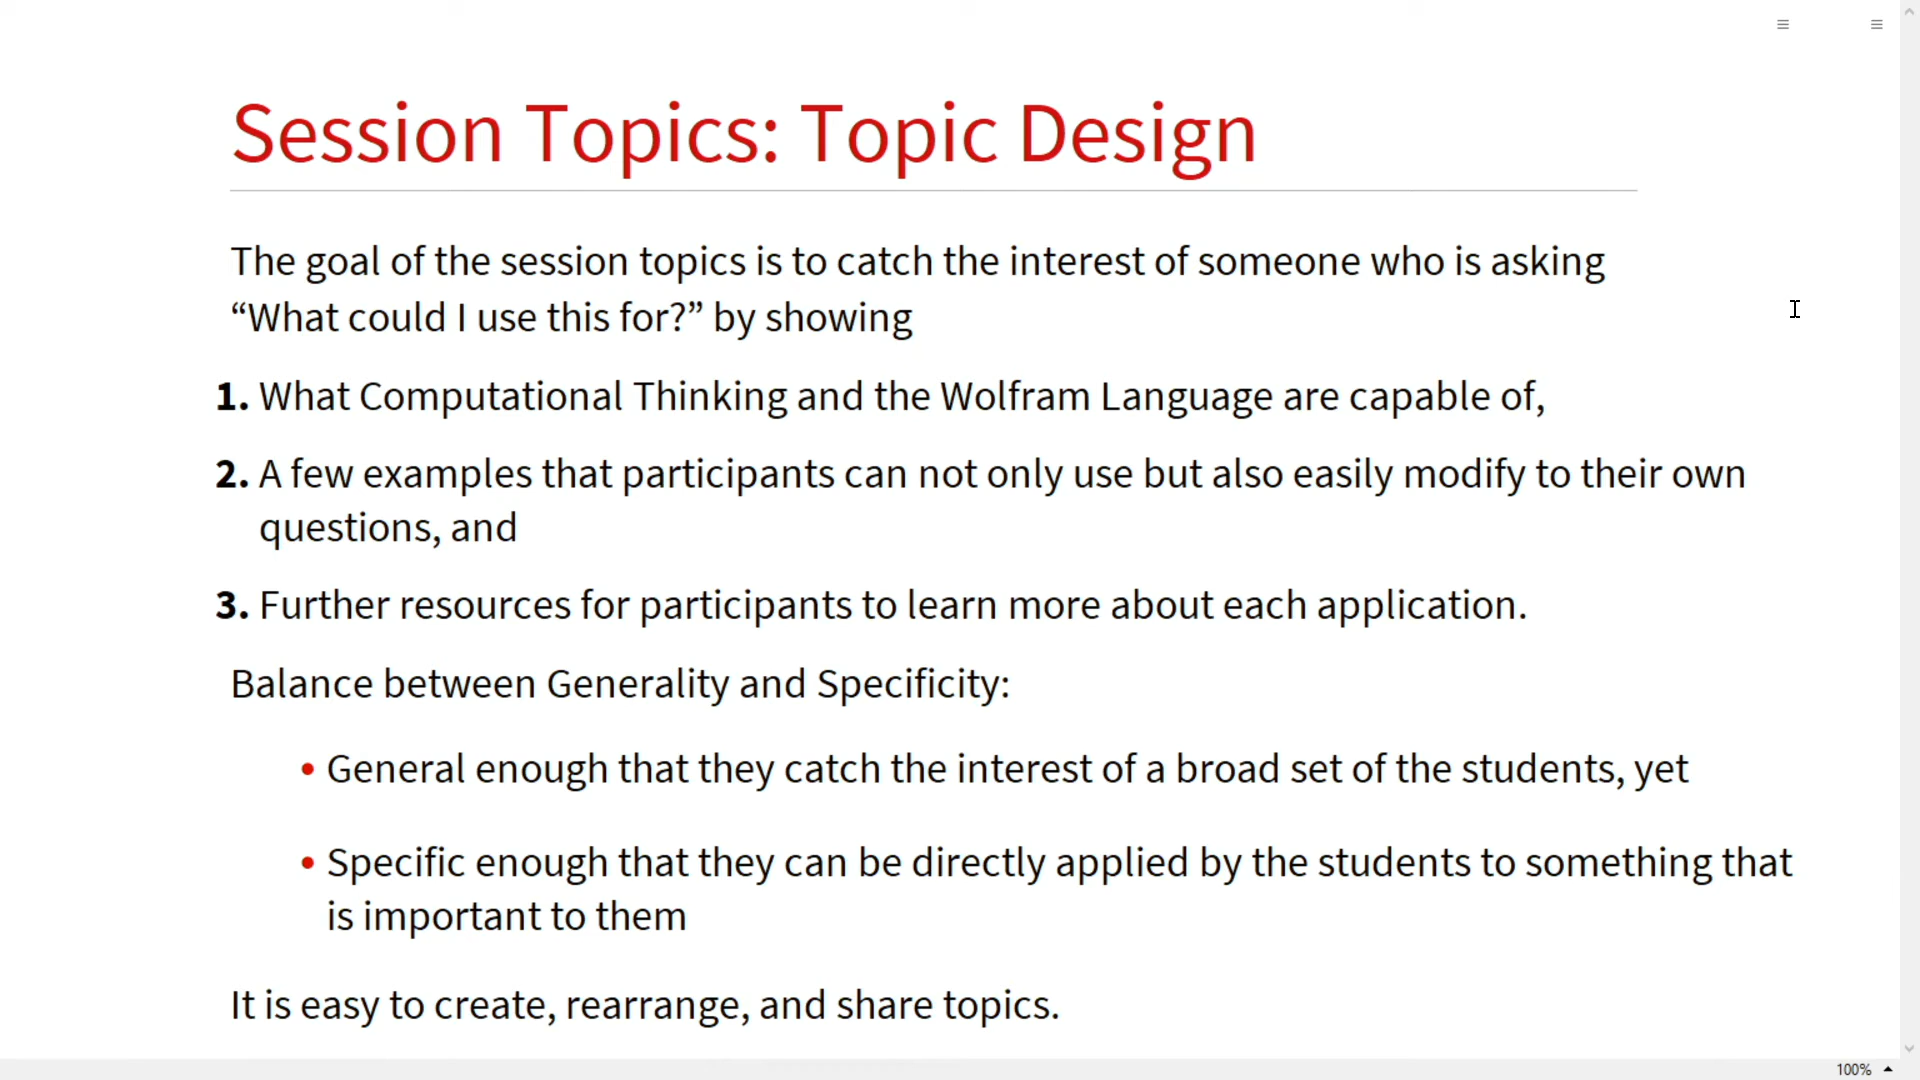 Session Topics: Topic Design
The goal of the session topics is to catch the interest of someone who is asking
“What could I use this for?” by showing
1. What Computational Thinking and the Wolfram Language are capable of,
2. A few examples that participants can not only use but also easily modify to their own
questions, and
3. Further resources for participants to learn more about each application.
Balance between Generality and Specificity:
• General enough that they catch the interest of a broad set of the students, yet
• Specific enough that they can be directly applied by the students to something that
is important to them
It is easy to create, rearrange, and share topics.
100%